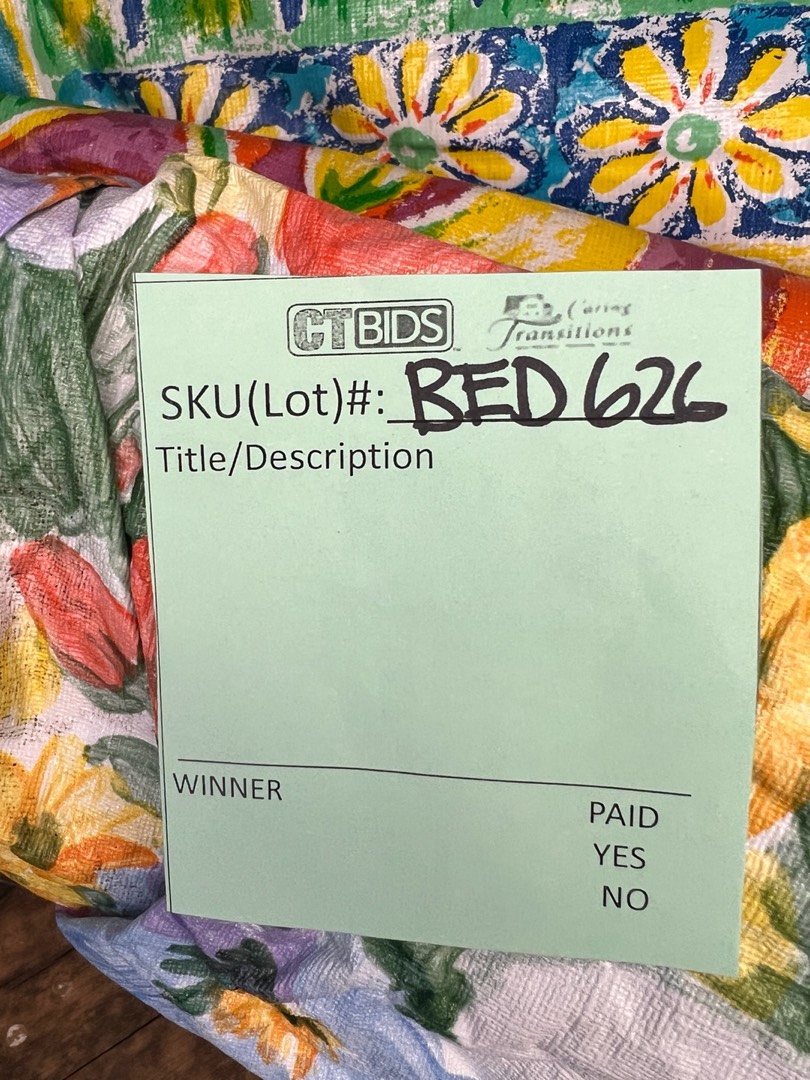 CTBIDS Caring Transitions
SKU(Lot)#: BED 626
Title/Description
WINNER
PAID
YES
NO